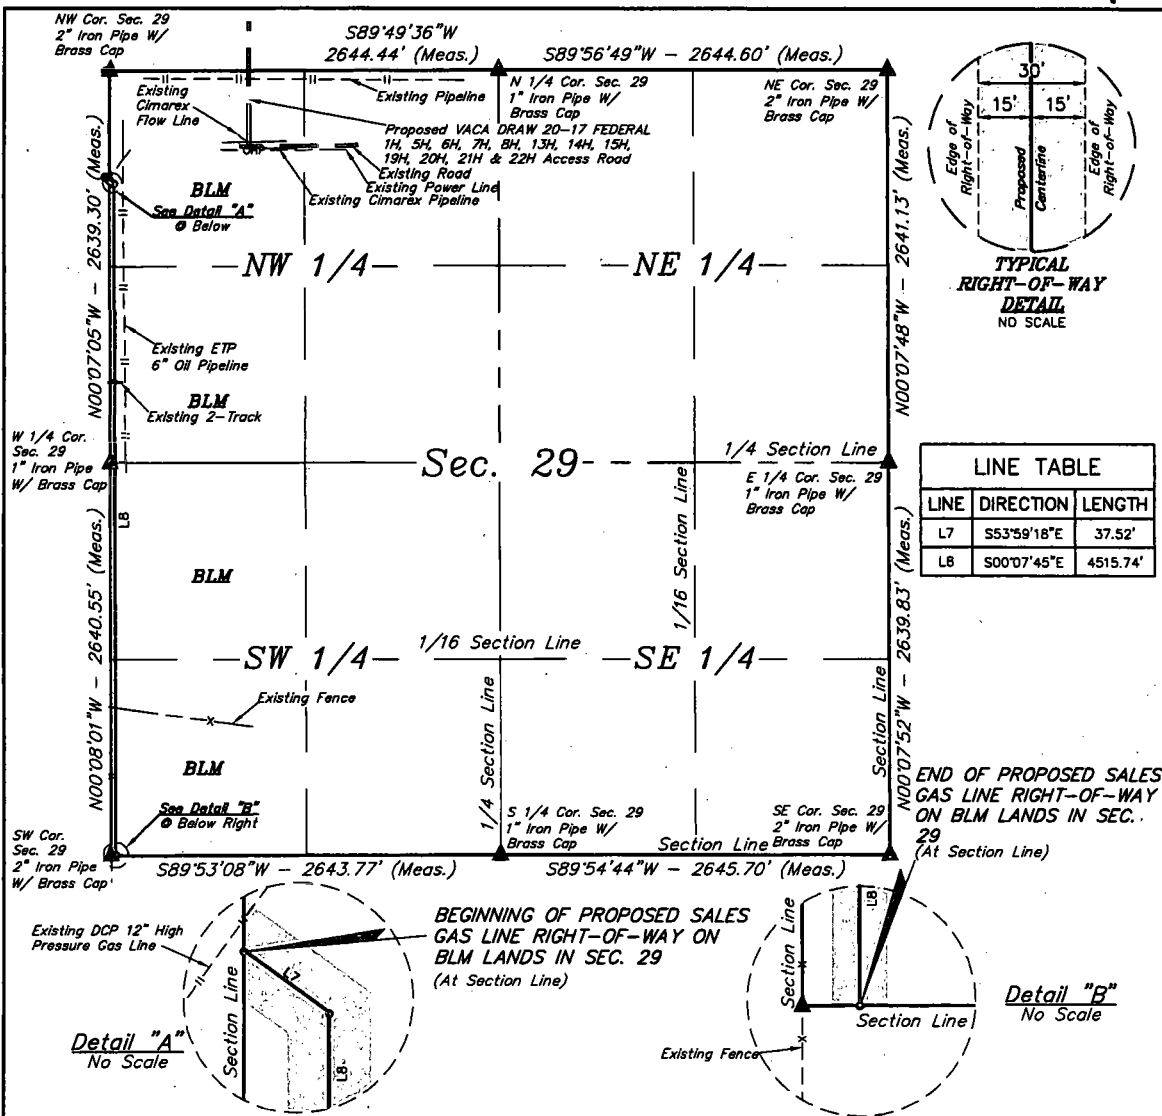 NW Cor. Sec. 29
2" Iron Pipe W/
Brass Cap
S89°49'36"W
2644.44' (Meas.)
S89°56'49"W - 2644.60' (Meas.)
N 1/4 Cor. Sec. 29
1" Iron Pipe W/
Brass Cap
NE Cor. Sec. 29
2" Iron Pipe W/
Brass Cap
Existing
Cimarex
Flow Line
Existing Pipeline
Proposed VACA DRAW 20-17 FEDERAL
1H, 5H, 6H, 7H, 8H, 13H, 14H, 15H,
19H, 20H, 21H & 22H Access Road
Existing Road
Existing Power Line
Existing Cimarex Pipeline
CMP
BLM
See Detail "A"
@ Below
N00°07'05"W - 2639.30' (Meas.)
NW 1/4
NE 1/4
N00°07'48"W - 2641.13' (Meas.)
Existing ETP
6" Oil Pipeline
BLM
Existing 2-Track
W 1/4 Cor.
Sec. 29
1" Iron Pipe
W/ Brass Cap
Sec. 29
1/4 Section Line
E 1/4 Cor. Sec. 29
1" Iron Pipe W/
Brass Cap
L8
1/16 Section Line
BLM
N00°08'01"W - 2640.55' (Meas.)
1/16 Section Line
SW 1/4
SE 1/4
N00°07'52"W - 2639.83' (Meas.)
Existing Fence
BLM
See Detail "B"
@ Below Right
1/4 Section Line
Section Line
S 1/4 Cor. Sec. 29
1" Iron Pipe W/
Brass Cap
SE Cor. Sec. 29
2" Iron Pipe W/
Brass Cap
Section Line
SW Cor.
Sec. 29
2" Iron Pipe
W/ Brass Cap
S89°53'08"W - 2643.77' (Meas.)
S89°54'44"W - 2645.70' (Meas.)
30'
15' 15'
Edge of
Right-of-Way
Proposed
Centerline
Edge of
Right-of-Way
TYPICAL
RIGHT-OF-WAY
DETAIL
NO SCALE
LINE TABLE
LINE DIRECTION LENGTH
L7 S53°59'18"E 37.52'
L8 S00°07'45"E 4515.74'
END OF PROPOSED SALES
GAS LINE RIGHT-OF-WAY
ON BLM LANDS IN SEC.
29
(At Section Line)
Existing DCP 12" High
Pressure Gas Line
BEGINNING OF PROPOSED SALES
GAS LINE RIGHT-OF-WAY ON
BLM LANDS IN SEC. 29
(At Section Line)
L7
Section Line
L8
Detail "A"
No Scale
Section Line
L8
Section Line
Existing Fence
Detail "B"
No Scale